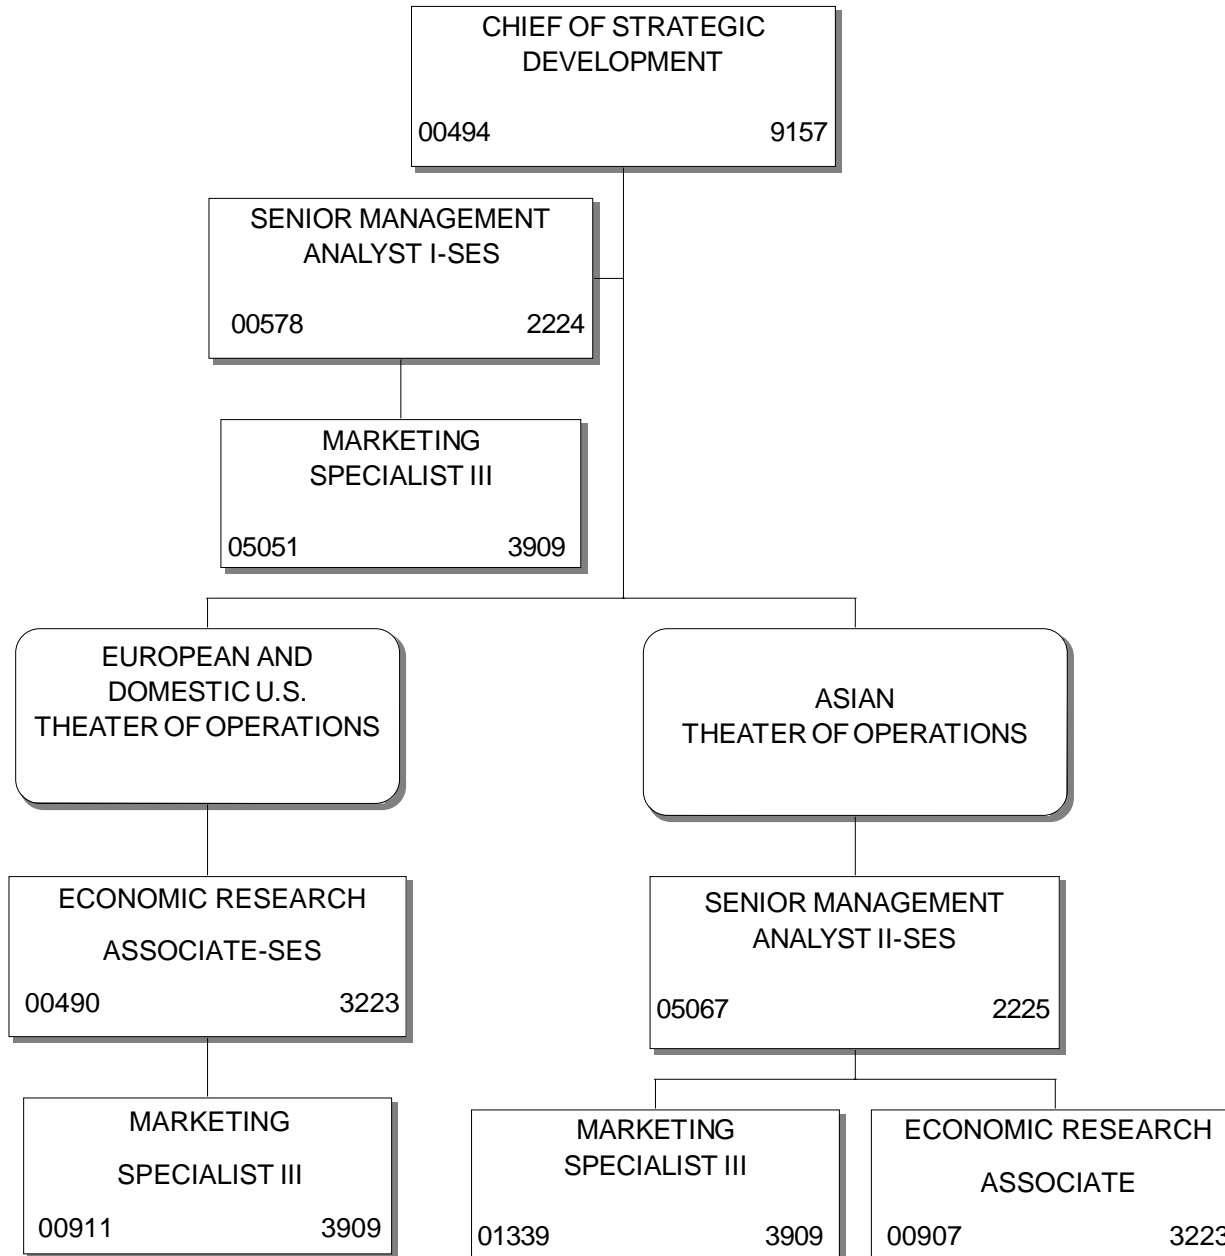 CHIEF OF STRATEGIC
DEVELOPMENT
00494 9157
SENIOR MANAGEMENT
ANALYST I-SES
00578 2224
MARKETING
SPECIALIST III
05051 3909
EUROPEAN AND
DOMESTIC U.S.
THEATER OF OPERATIONS
ASIAN
THEATER OF OPERATIONS
ECONOMIC RESEARCH
ASSOCIATE-SES
00490 3223
SENIOR MANAGEMENT
ANALYST II-SES
05067 2225
MARKETING
SPECIALIST III
00911 3909
MARKETING
SPECIALIST III
01339 3909
ECONOMIC RESEARCH
ASSOCIATE
00907 3223